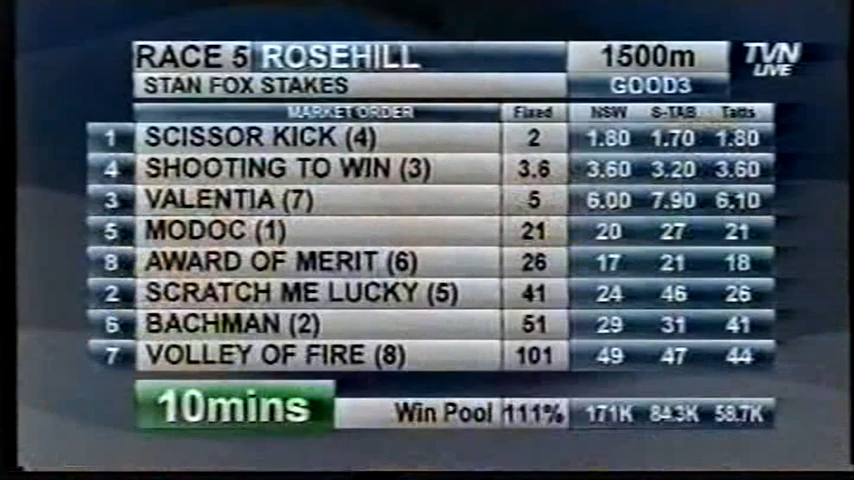 RACE 5 ROSEHILL 1500m TVN
STAN FOX STAKES GOOD3 LIVE
MARKET ORDER Fixed NSW S-TAB Tatts
1 SCISSOR KICK (4) 2 1.80 1.70 1.80
4 SHOOTING TO WIN (3) 3.6 3.60 3.20 3.60
3 VALENTIA (7) 5 6.00 7.90 6.10
5 MODOC (1) 21 20 27 21
8 AWARD OF MERIT (6) 26 17 21 18
2 SCRATCH ME LUCKY (5) 41 24 46 26
6 BACHMAN (2) 51 29 31 41
7 VOLLEY OF FIRE (8) 101 49 47 44
10mins Win Pool 111% 171K 84.3K 58.7K